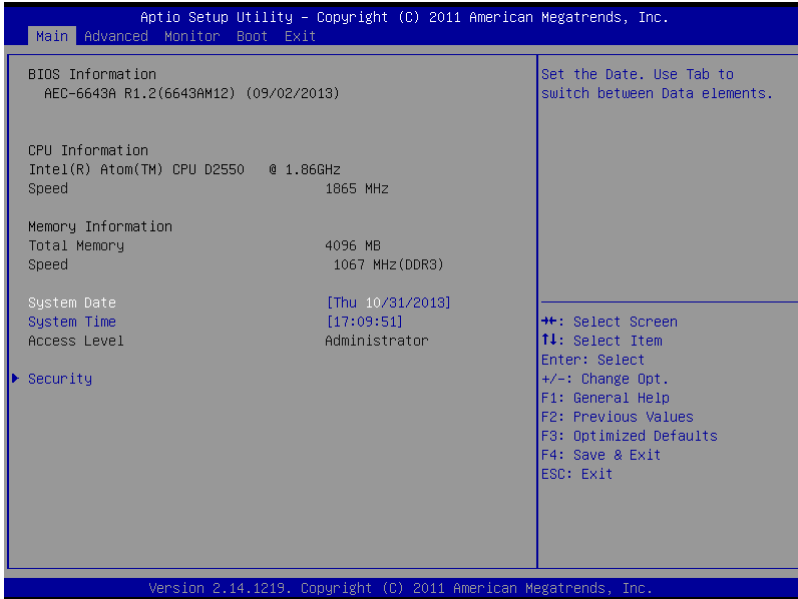 Aptio Setup Utility – Copyright (C) 2011 American Megatrends, Inc.
Main Advanced Monitor Boot Exit
BIOS Information
AEC-6643A R1.2(6643AM12) (09/02/2013)
CPU Information
Intel(R) Atom(TM) CPU D2550 @ 1.86GHz
Speed 1865 MHz
Memory Information
Total Memory 4096 MB
Speed 1067 MHz(DDR3)
System Date [Thu 10/31/2013]
System Time [17:09:51]
Access Level Administrator
Security
Set the Date. Use Tab to
switch between Data elements.
→←: Select Screen
↑↓: Select Item
Enter: Select
+/-: Change Opt.
F1: General Help
F2: Previous Values
F3: Optimized Defaults
F4: Save & Exit
ESC: Exit
Version 2.14.1219. Copyright (C) 2011 American Megatrends, Inc.